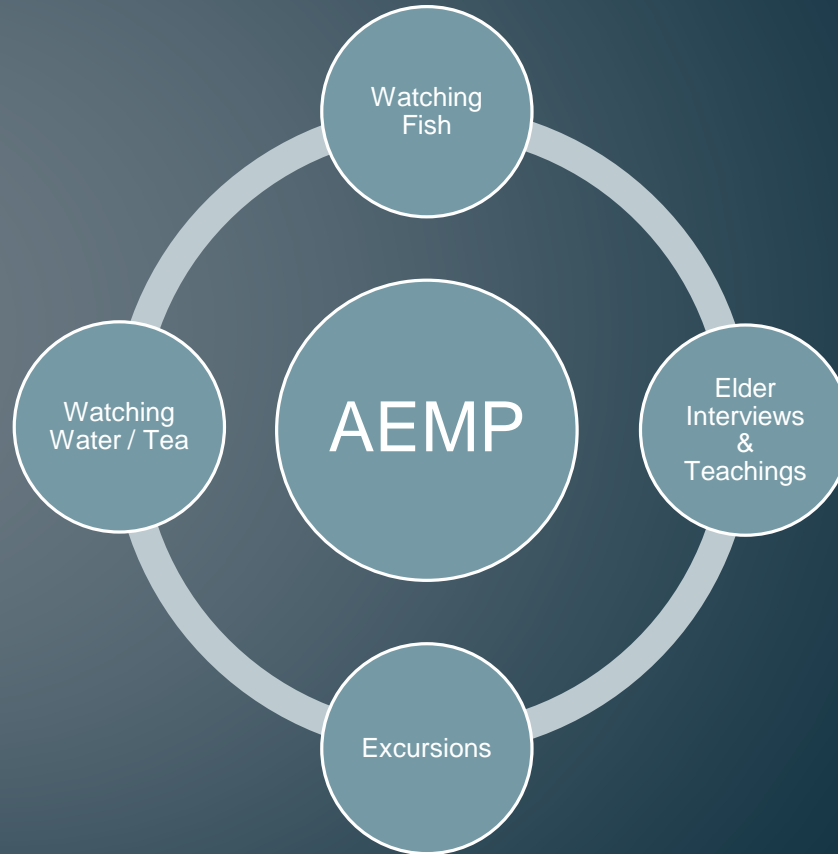 Watching
Fish
AEMP
Elder
Interviews
&
Teachings
Watching
Water / Tea
Excursions